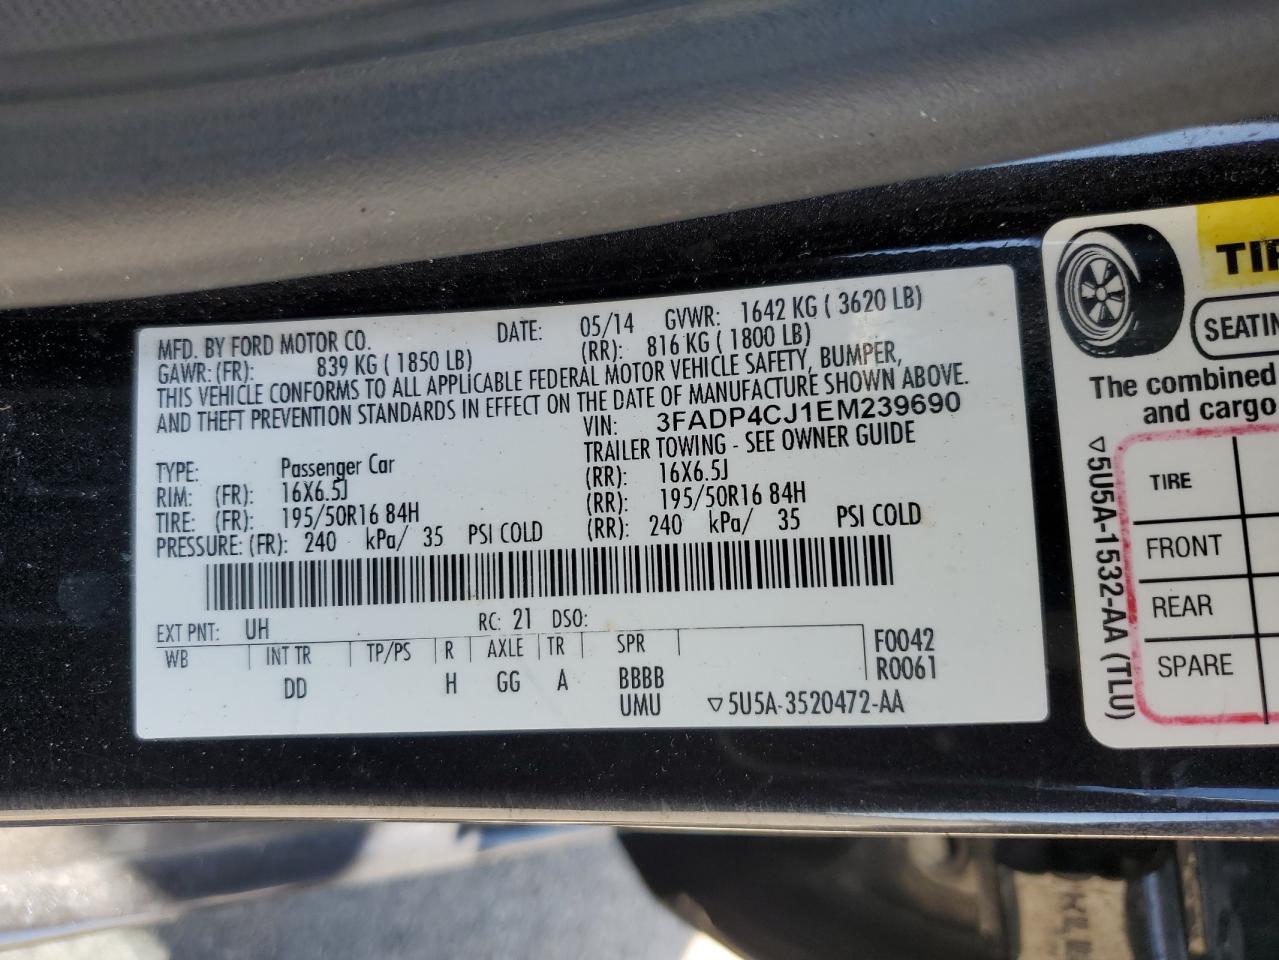 MFD. BY FORD MOTOR CO. DATE: 05/14 GVWR: 1642 KG ( 3620 LB)
GAWR: (FR): 839 KG ( 1850 LB) (RR): 816 KG ( 1800 LB)
THIS VEHICLE CONFORMS TO ALL APPLICABLE FEDERAL MOTOR VEHICLE SAFETY, BUMPER,
AND THEFT PREVENTION STANDARDS IN EFFECT ON THE DATE OF MANUFACTURE SHOWN ABOVE.
VIN: 3FADP4CJ1EM239690
TYPE: Passenger Car TRAILER TOWING - SEE OWNER GUIDE
RIM: (FR): 16X6.5J (RR): 16X6.5J
TIRE: (FR): 195/50R16 84H (RR): 195/50R16 84H
PRESSURE: (FR): 240 kPa/ 35 PSI COLD (RR): 240 kPa/ 35 PSI COLD
EXT PNT: UH RC: 21 DSO:
WB INT TR TP/PS R AXLE TR SPR F0042
DD H GG A BBBB R0061
UMU ▽5U5A-3520472-AA
TIR
SEATIN
The combined
and cargo
TIRE
FRONT
REAR
SPARE
▽5U5A-1532-AA (TLU)